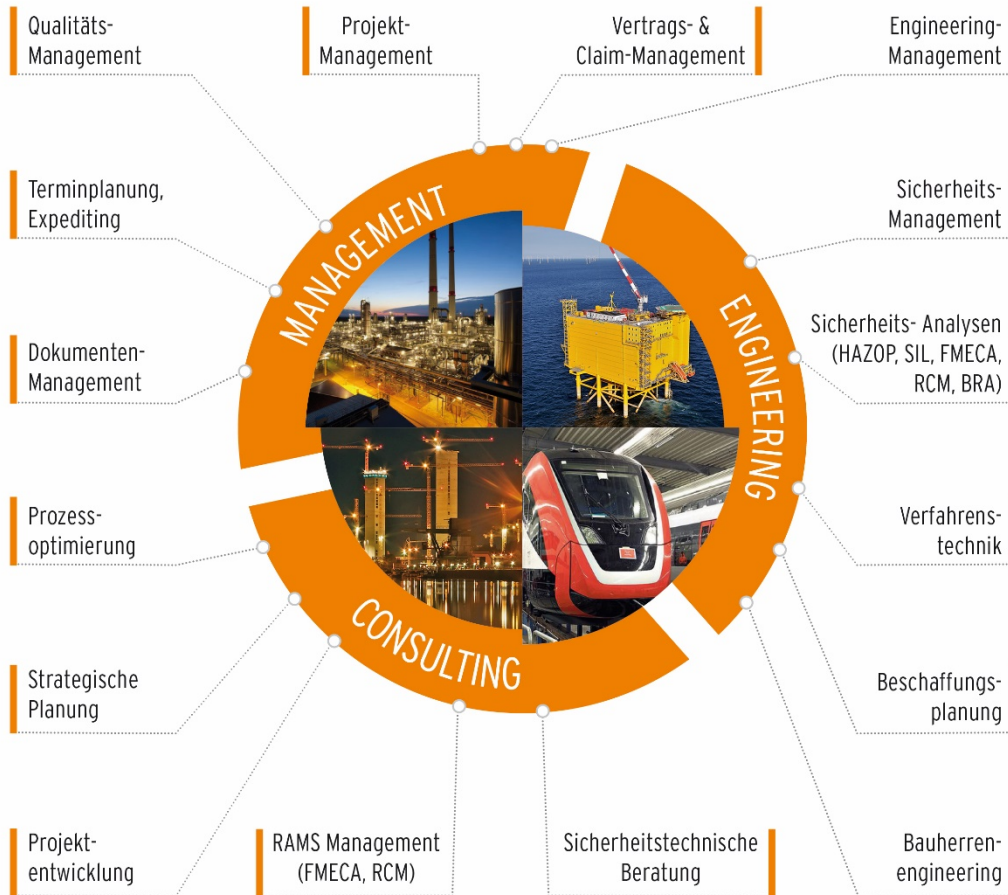 Qualitäts-
Management
Projekt-
Management
Vertrags- &
Claim-Management
Engineering-
Management
Terminplanung,
Expediting
Sicherheits-
Management
Dokumenten-
Management
Sicherheits- Analysen
(HAZOP, SIL, FMECA,
RCM, BRA)
MANAGEMENT
ENGINEERING
CONSULTING
Prozess-
optimierung
Verfahrens-
technik
Strategische
Planung
Beschaffungs-
planung
Projekt-
entwicklung
RAMS Management
(FMECA, RCM)
Sicherheitstechnische
Beratung
Bauherren-
engineering